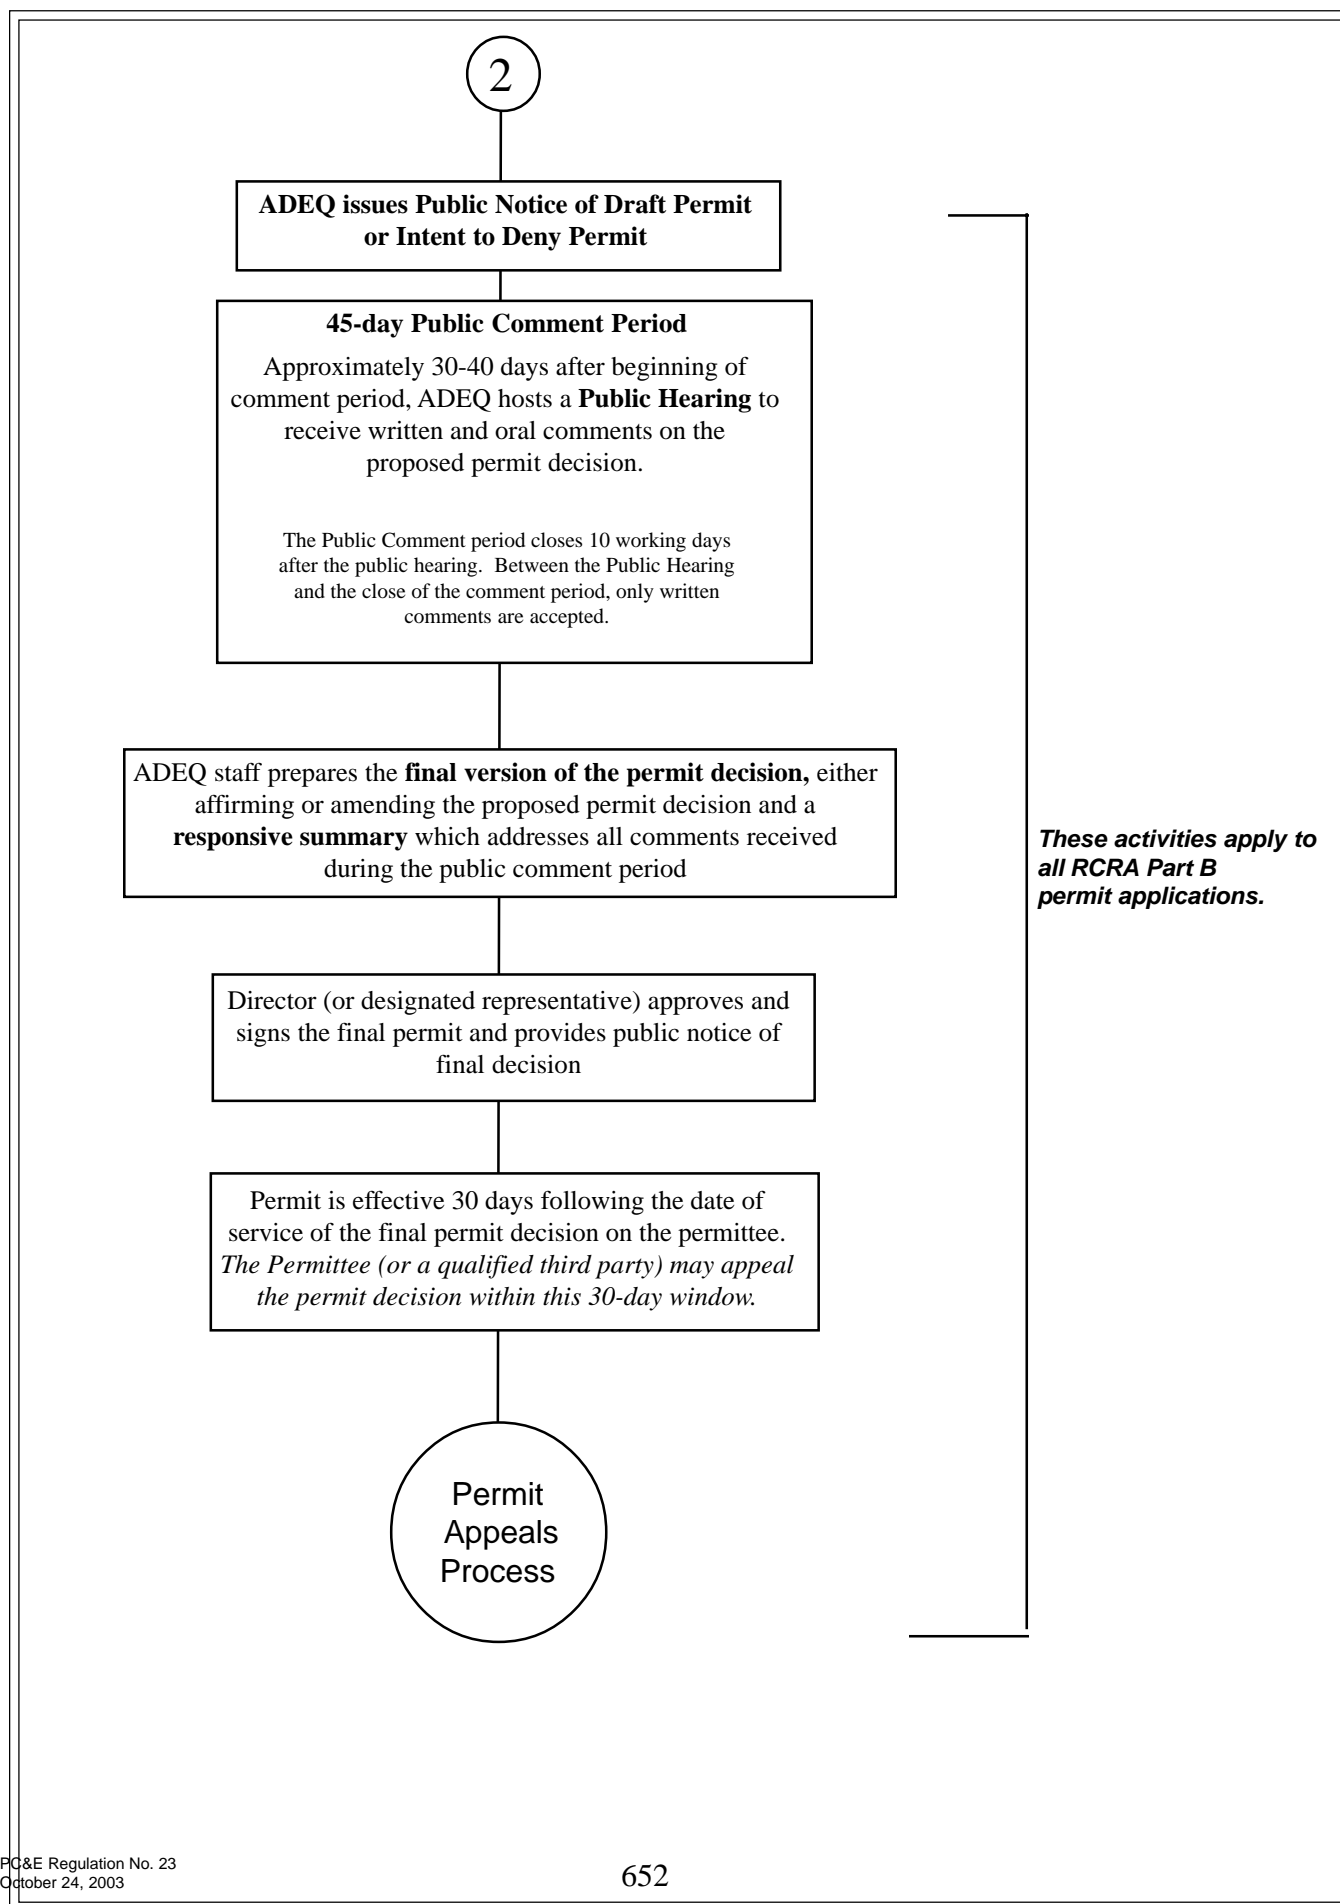 2
ADEQ issues Public Notice of Draft Permit
or Intent to Deny Permit
45-day Public Comment Period
Approximately 30-40 days after beginning of
comment period, ADEQ hosts a Public Hearing to
receive written and oral comments on the
proposed permit decision.
The Public Comment period closes 10 working days
after the public hearing.  Between the Public Hearing
and the close of the comment period, only written
comments are accepted.
ADEQ staff prepares the final version of the permit decision, either
affirming or amending the proposed permit decision and a
responsive summary which addresses all comments received
during the public comment period
These activities apply to
all RCRA Part B
permit applications.
Director (or designated representative) approves and
signs the final permit and provides public notice of
final decision
Permit is effective 30 days following the date of
service of the final permit decision on the permittee.
The Permittee (or a qualified third party) may appeal
the permit decision within this 30-day window.
Permit
Appeals
Process
PC&E Regulation No. 23
October 24, 2003
652